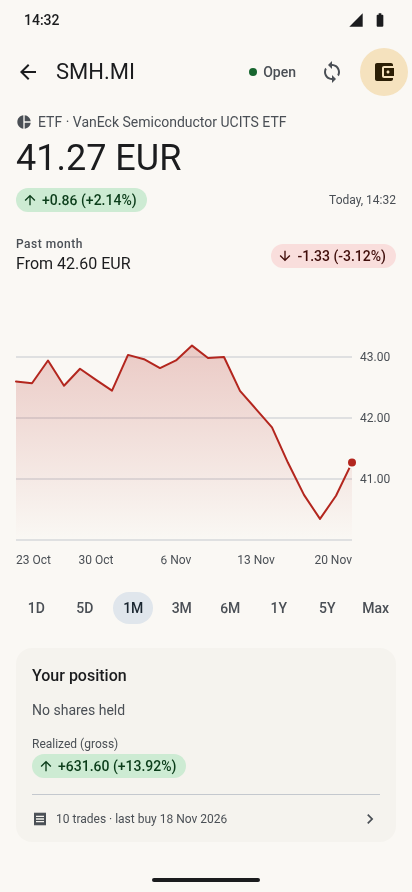 14:32
SMH.MI
Open
ETF · VanEck Semiconductor UCITS ETF
41.27 EUR
+0.86 (+2.14%)
Today, 14:32
Past month
From 42.60 EUR
-1.33 (-3.12%)
43.00
42.00
41.00
23 Oct 30 Oct 6 Nov 13 Nov 20 Nov
1D 5D 1M 3M 6M 1Y 5Y Max
Your position
No shares held
Realized (gross)
+631.60 (+13.92%)
10 trades · last buy 18 Nov 2026